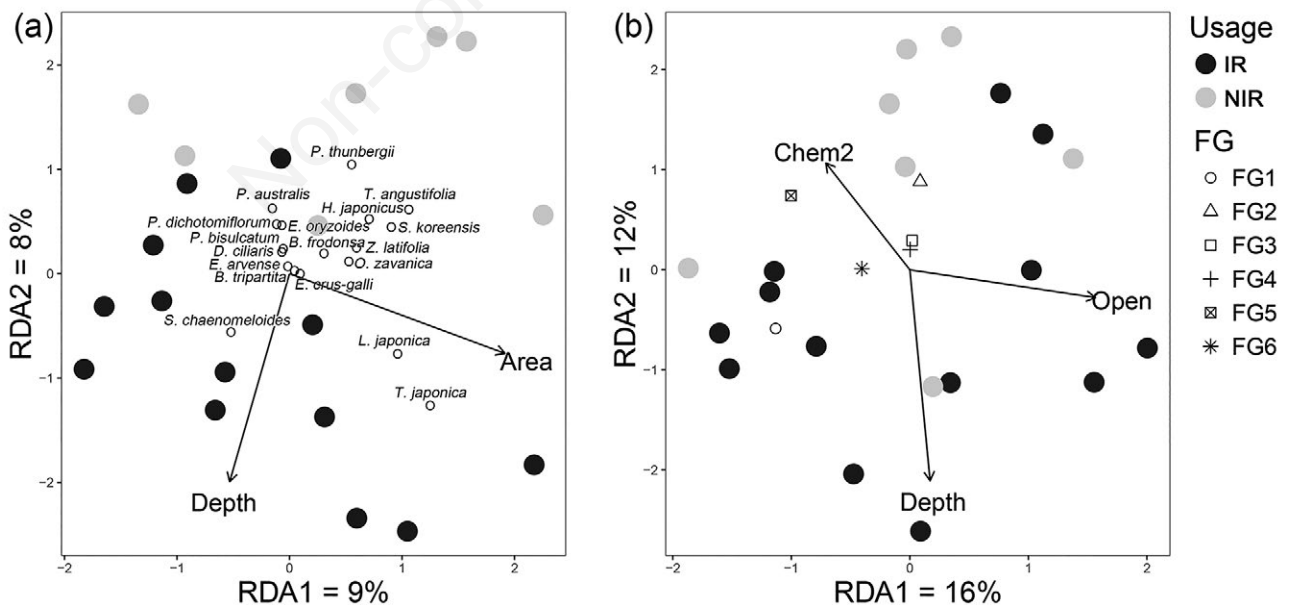 (a)
Non-com
RDA2 = 8%
2
1
0
−1
−2
P. thunbergii
P. australis
T. angustifolia
H. japonicus
P. dichotomiflorum
E. oryzoides
S. koreensis
P. bisulcatum
B. frodonsa
Z. latifolia
D. ciliaris
O. zavanica
E. arvense
B. tripartita
E. crus-galli
S. chaenomeloides
L. japonica
Area
T. japonica
Depth
−2 −1 0 1 2
RDA1 = 9%
(b)
RDA2 = 12%
2
1
0
−1
−2
Chem2
Open
Depth
−2 −1 0 1 2
RDA1 = 16%
Usage
IR
NIR
FG
FG1
FG2
FG3
FG4
FG5
FG6